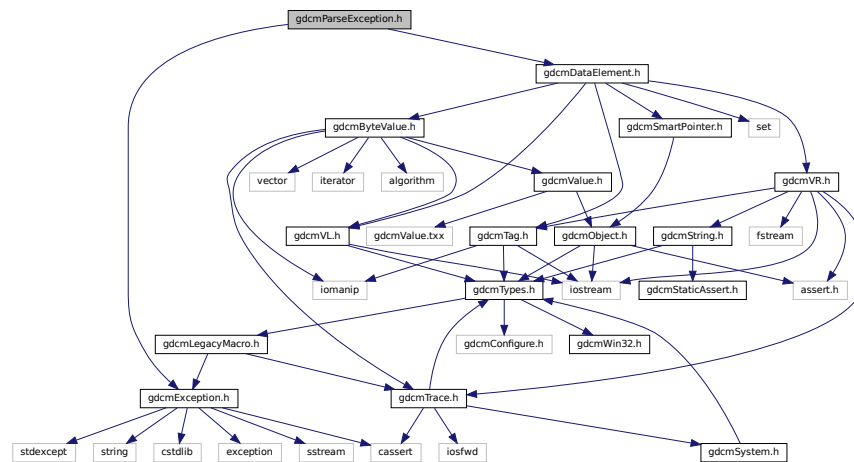 gdcmParseException.h
gdcmDataElement.h
gdcmByteValue.h
gdcmSmartPointer.h
set
vector
iterator
algorithm
gdcmValue.h
gdcmVR.h
gdcmVL.h
gdcmValue.txx
gdcmTag.h
gdcmObject.h
gdcmString.h
fstream
iomanip
gdcmTypes.h
iostream
gdcmStaticAssert.h
assert.h
gdcmLegacyMacro.h
gdcmConfigure.h
gdcmWin32.h
gdcmException.h
gdcmTrace.h
stdexcept
string
cstdlib
exception
sstream
cassert
iosfwd
gdcmSystem.h